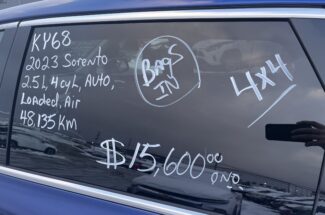 KY68
2023 Sorento
2.5L 4cyL, Auto,
Loaded, Air
48,135 Km
BAGS
IN
4x4
$15,600 00
ONO